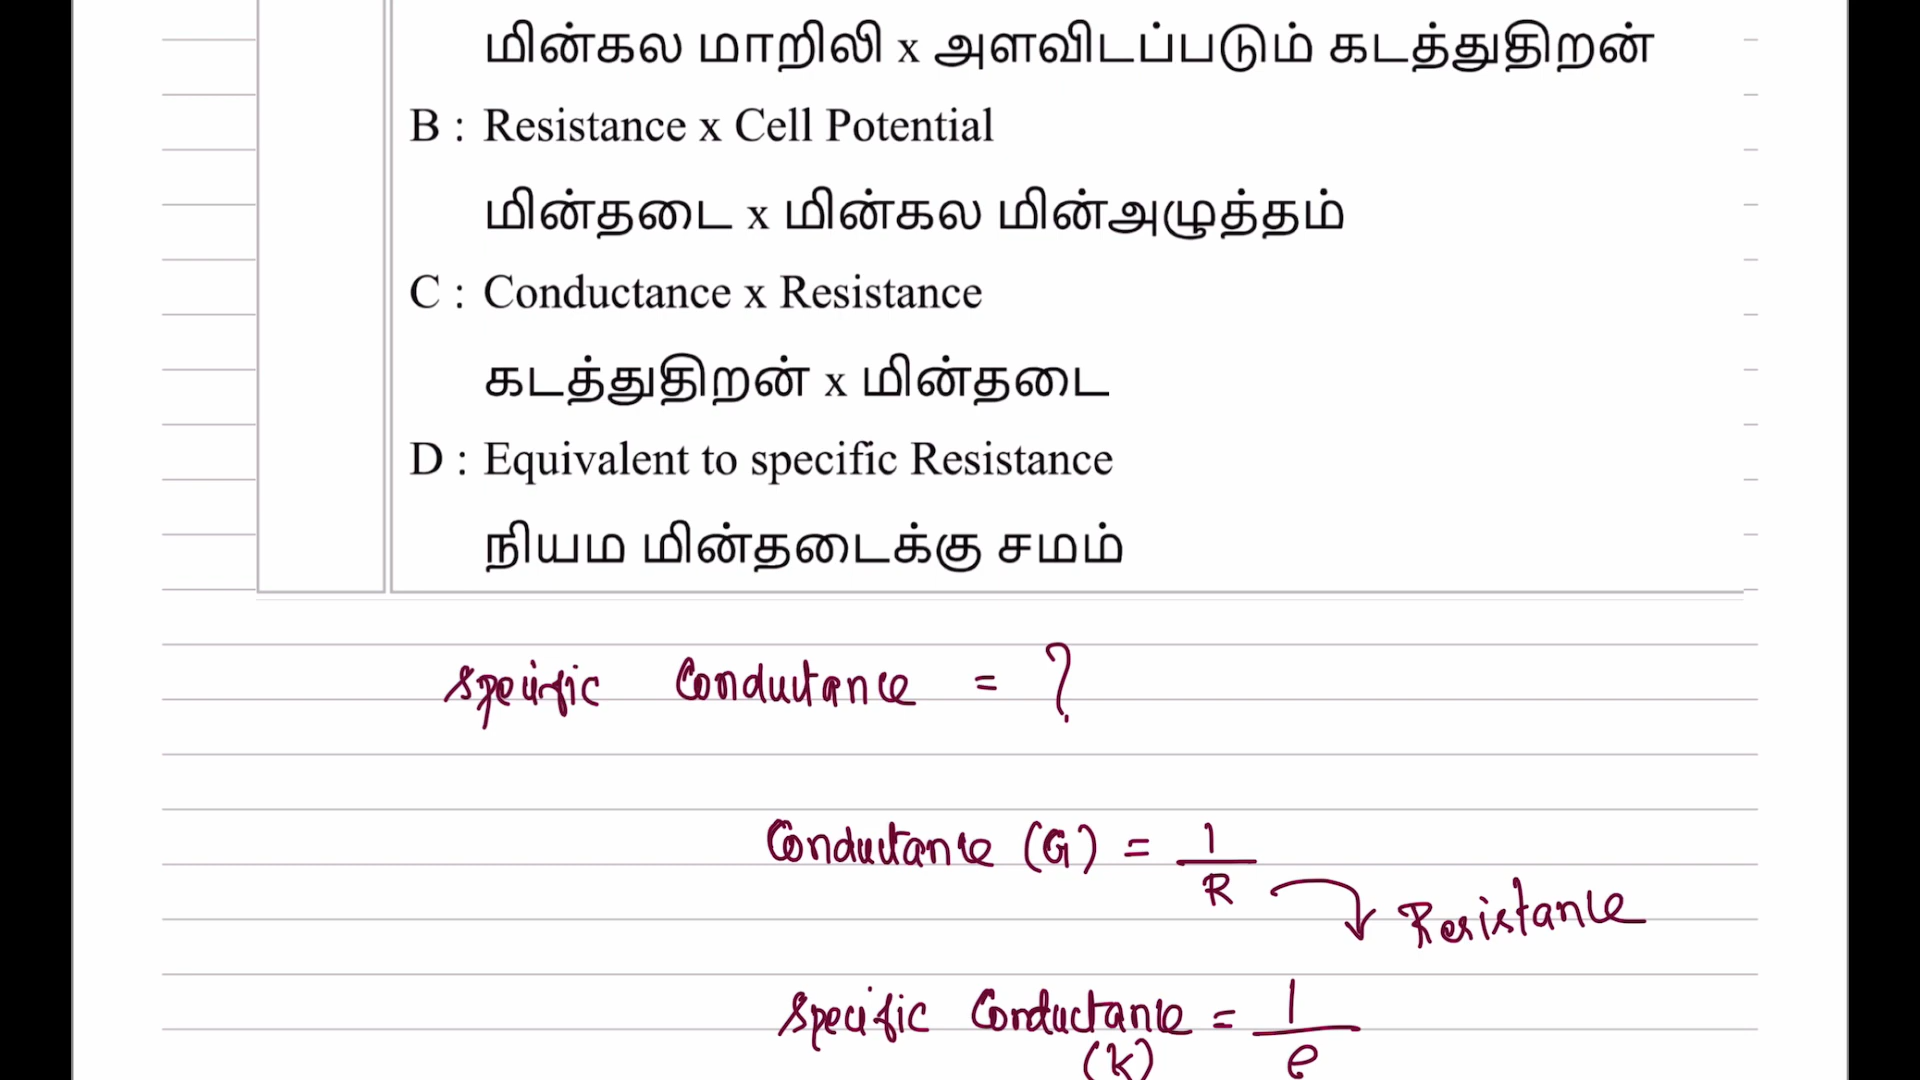 மின்கல மாறிலி x அளவிடப்படும் கடத்துதிறன்
B : Resistance x Cell Potential
மின்தடை x மின்கல மின்அழுத்தம்
C : Conductance x Resistance
கடத்துதிறன் x மின்தடை
D : Equivalent to specific Resistance
நியம மின்தடைக்கு சமம்
Specific Conductance = ?
Conductance (G) = 1
R
Resistance
Specific Conductance = 1
(K) ρ